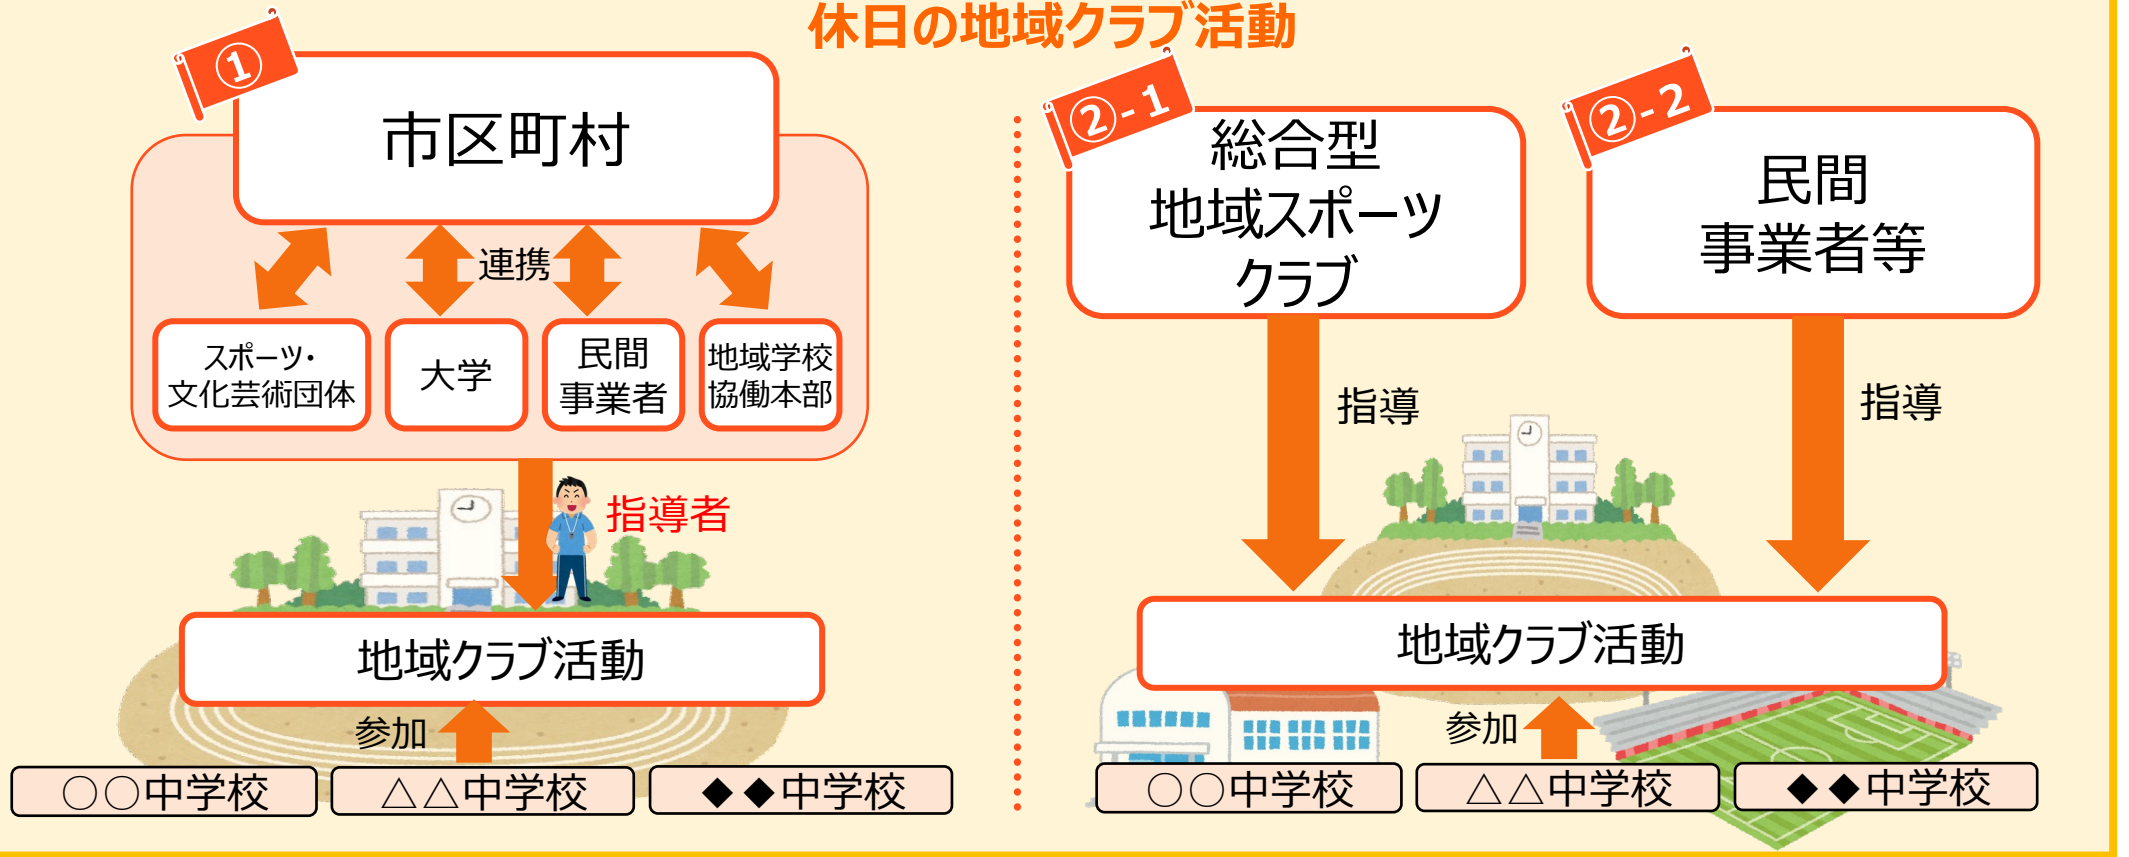 休日の地域クラブ活動
①
市区町村
連携
スポーツ・
文化芸術団体
大学
民間
事業者
地域学校
協働本部
指導者
地域クラブ活動
参加
○○中学校
△△中学校
◆◆中学校
②-1
総合型
地域スポーツ
クラブ
②-2
民間
事業者等
指導
指導
地域クラブ活動
参加
○○中学校
△△中学校
◆◆中学校